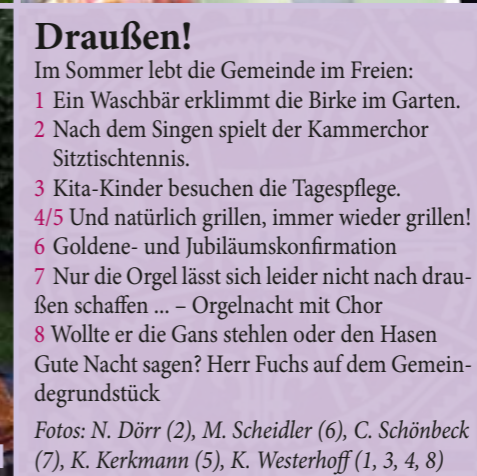 Draußen!
Im Sommer lebt die Gemeinde im Freien:
1 Ein Waschbär erklimmt die Birke im Garten.
2 Nach dem Singen spielt der Kammerchor
Sitztischtennis.
3 Kita-Kinder besuchen die Tagespflege.
4/5 Und natürlich grillen, immer wieder grillen!
6 Goldene- und Jubiläumskonfirmation
7 Nur die Orgel lässt sich leider nicht nach drau-
ßen schaffen ... – Orgelnacht mit Chor
8 Wollte er die Gans stehlen oder den Hasen
Gute Nacht sagen? Herr Fuchs auf dem Gemein-
degrundstück
Fotos: N. Dörr (2), M. Scheidler (6), C. Schönbeck
(7), K. Kerkmann (5), K. Westerhoff (1, 3, 4, 8)